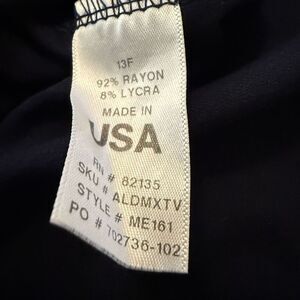 13F
92% RAYON
8% LYCRA
MADE IN
USA
RN # 82135
SKU # ALDMXTV
STYLE # ME161
PO # 702736-102